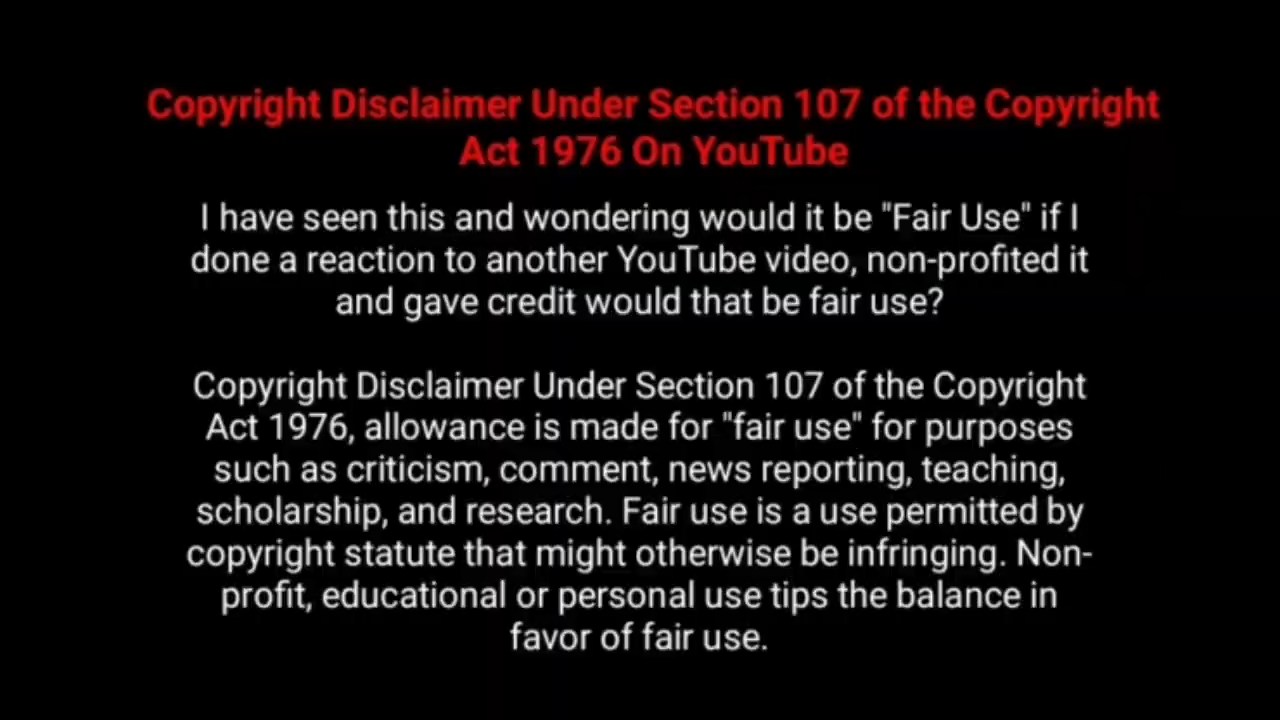 Copyright Disclaimer Under Section 107 of the Copyright
Act 1976 On YouTube
I have seen this and wondering would it be "Fair Use" if I
done a reaction to another YouTube video, non-profited it
and gave credit would that be fair use?
Copyright Disclaimer Under Section 107 of the Copyright
Act 1976, allowance is made for "fair use" for purposes
such as criticism, comment, news reporting, teaching,
scholarship, and research. Fair use is a use permitted by
copyright statute that might otherwise be infringing. Non-
profit, educational or personal use tips the balance in
favor of fair use.